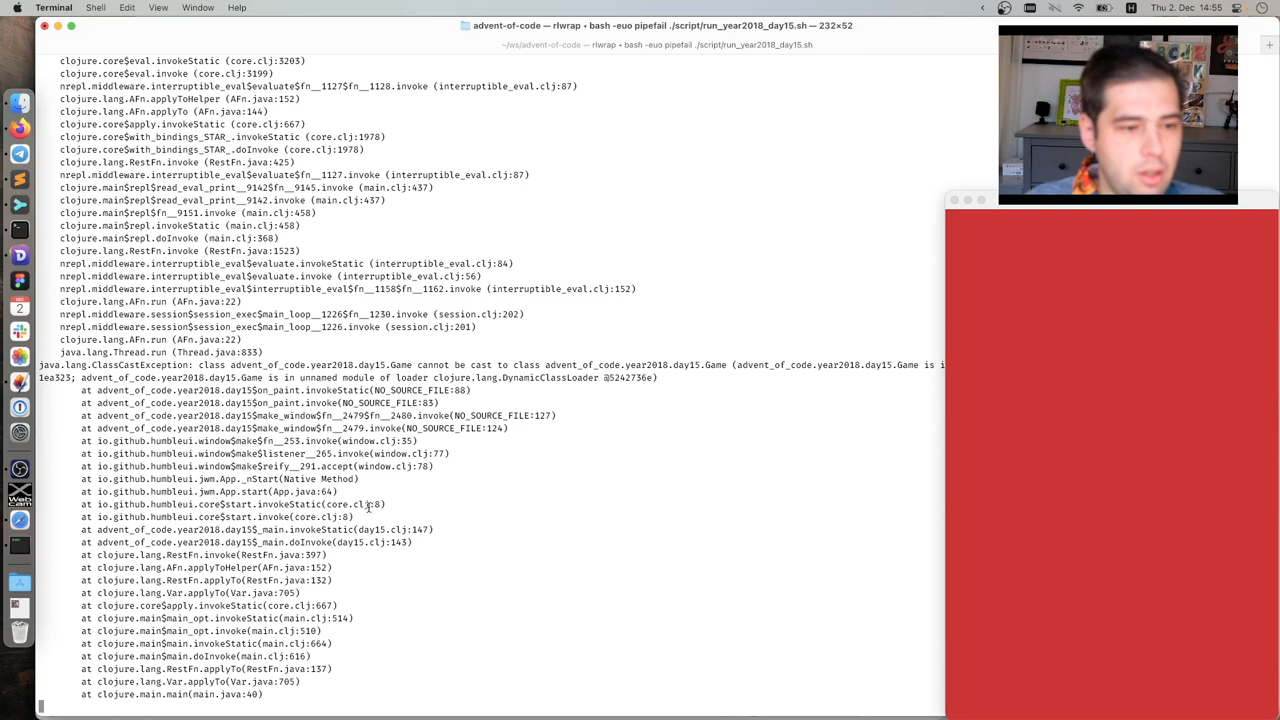 Terminal Shell Edit View Window Help
Thu 2. Dec 14:55
advent-of-code — rlwrap • bash -euo pipefail ./script/run_year2018_day15.sh — 232×52
~/ws/advent-of-code — rlwrap • bash -euo pipefail ./script/run_year2018_day15.sh
clojure.core$eval.invokeStatic (core.clj:3203)
clojure.core$eval.invoke (core.clj:3199)
nrepl.middleware.interruptible_eval$evaluate$fn__1127$fn__1128.invoke (interruptible_eval.clj:87)
clojure.lang.AFn.applyToHelper (AFn.java:152)
clojure.lang.AFn.applyTo (AFn.java:144)
clojure.core$apply.invokeStatic (core.clj:667)
clojure.core$with_bindings_STAR_.invokeStatic (core.clj:1978)
clojure.core$with_bindings_STAR_.doInvoke (core.clj:1978)
clojure.lang.RestFn.invoke (RestFn.java:425)
nrepl.middleware.interruptible_eval$evaluate$fn__1127.invoke (interruptible_eval.clj:87)
clojure.main$repl$read_eval_print__9142$fn__9145.invoke (main.clj:437)
clojure.main$repl$read_eval_print__9142.invoke (main.clj:437)
clojure.main$repl$fn__9151.invoke (main.clj:458)
clojure.main$repl.invokeStatic (main.clj:458)
clojure.main$repl.doInvoke (main.clj:368)
clojure.lang.RestFn.invoke (RestFn.java:1523)
nrepl.middleware.interruptible_eval$evaluate.invokeStatic (interruptible_eval.clj:84)
nrepl.middleware.interruptible_eval$evaluate.invoke (interruptible_eval.clj:56)
nrepl.middleware.interruptible_eval$interruptible_eval$fn__1158$fn__1162.invoke (interruptible_eval.clj:152)
clojure.lang.AFn.run (AFn.java:22)
nrepl.middleware.session$session_exec$main_loop__1226$fn__1230.invoke (session.clj:202)
nrepl.middleware.session$session_exec$main_loop__1226.invoke (session.clj:201)
clojure.lang.AFn.run (AFn.java:22)
java.lang.Thread.run (Thread.java:833)
java.lang.ClassCastException: class advent_of_code.year2018.day15.Game cannot be cast to class advent_of_code.year2018.day15.Game (advent_of_code.year2018.day15.Game is i
1ea323; advent_of_code.year2018.day15.Game is in unnamed module of loader clojure.lang.DynamicClassLoader @5242736e)
at advent_of_code.year2018.day15$on_paint.invokeStatic(NO_SOURCE_FILE:88)
at advent_of_code.year2018.day15$on_paint.invoke(NO_SOURCE_FILE:83)
at advent_of_code.year2018.day15$make_window$fn__2479$fn__2480.invoke(NO_SOURCE_FILE:127)
at advent_of_code.year2018.day15$make_window$fn__2479.invoke(NO_SOURCE_FILE:124)
at io.github.humbleui.window$make$fn__253.invoke(window.clj:35)
at io.github.humbleui.window$make$listener__265.invoke(window.clj:77)
at io.github.humbleui.window$make$reify__291.accept(window.clj:78)
at io.github.humbleui.jwm.App._nStart(Native Method)
at io.github.humbleui.jwm.App.start(App.java:64)
at io.github.humbleui.core$start.invokeStatic(core.clj:8)
at io.github.humbleui.core$start.invoke(core.clj:8)
at advent_of_code.year2018.day15$_main.invokeStatic(day15.clj:147)
at advent_of_code.year2018.day15$_main.doInvoke(day15.clj:143)
at clojure.lang.RestFn.invoke(RestFn.java:397)
at clojure.lang.AFn.applyToHelper(AFn.java:152)
at clojure.lang.RestFn.applyTo(RestFn.java:132)
at clojure.lang.Var.applyTo(Var.java:705)
at clojure.core$apply.invokeStatic(core.clj:667)
at clojure.main$main_opt.invokeStatic(main.clj:514)
at clojure.main$main_opt.invoke(main.clj:510)
at clojure.main$main.invokeStatic(main.clj:664)
at clojure.main$main.doInvoke(main.clj:616)
at clojure.lang.RestFn.applyTo(RestFn.java:137)
at clojure.lang.Var.applyTo(Var.java:705)
at clojure.main.main(main.java:40)